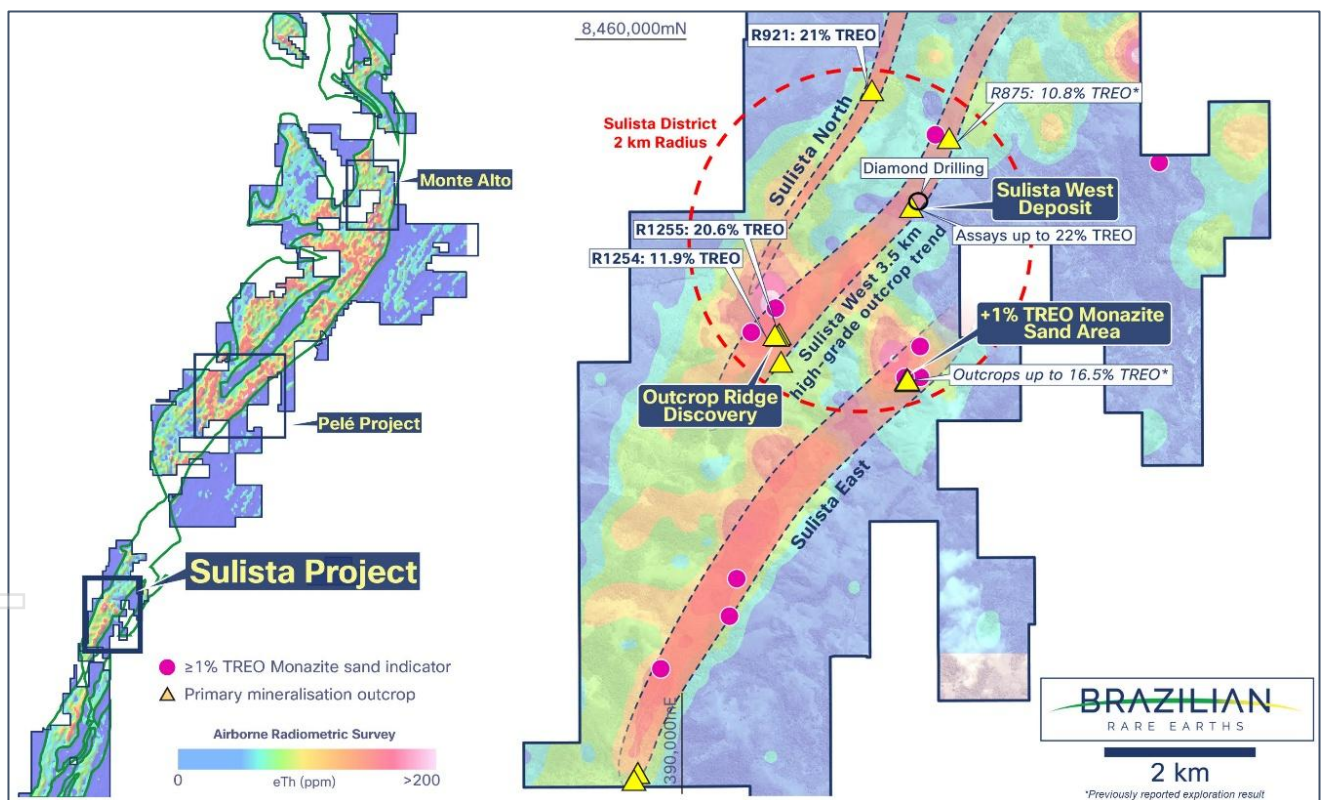 Monte Alto
Pelé Project
Sulista Project
≥1% TREO Monazite sand indicator
Primary mineralisation outcrop
Airborne Radiometric Survey
0
eTh (ppm)
>200
8,460,000mN
R921: 21% TREO
R875: 10.8% TREO*
Sulista District
2 km Radius
Sulista North
Diamond Drilling
Sulista West
Deposit
Assays up to 22% TREO
R1255: 20.6% TREO
R1254: 11.9% TREO
Sulista West 3.5 km
high-grade outcrop trend
+1% TREO Monazite
Sand Area
Outcrops up to 16.5% TREO*
Outcrop Ridge
Discovery
Sulista East
390,000mE
BRAZILIAN
RARE EARTHS
2 km
*Previously reported exploration result